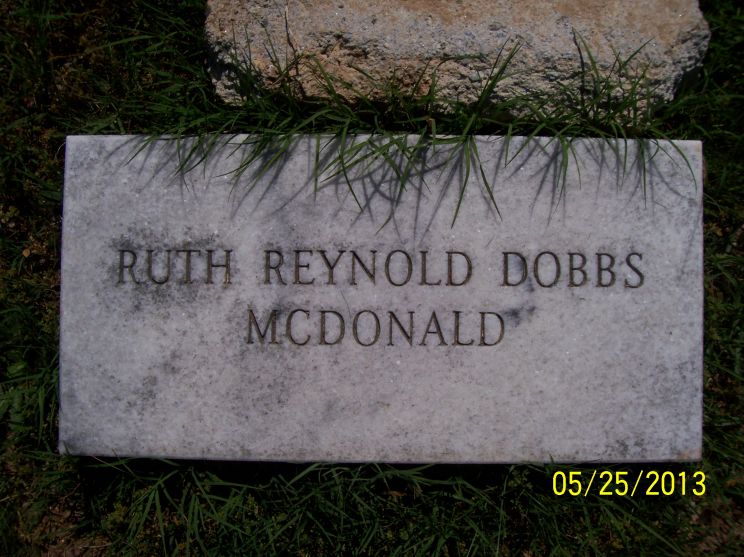 RUTH REYNOLD DOBBS
MCDONALD
05/25/2013